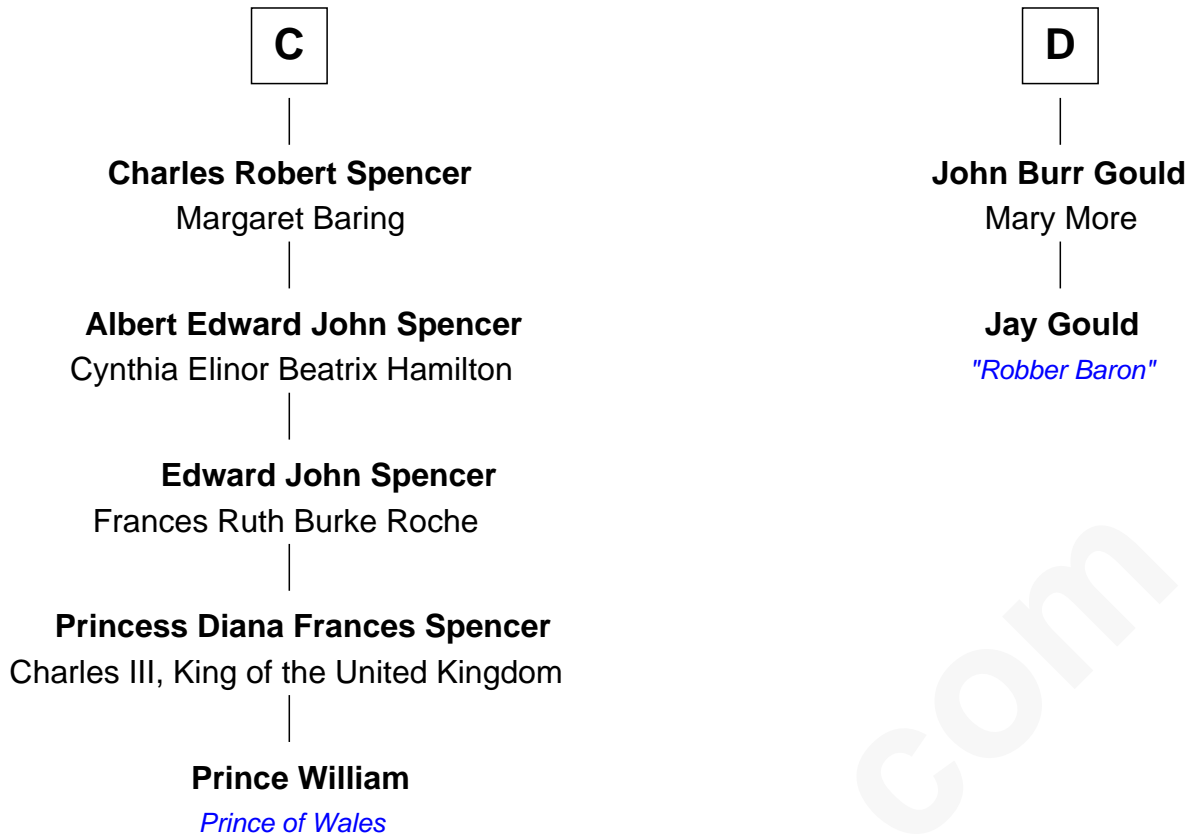 C
Charles Robert Spencer
Margaret Baring
Albert Edward John Spencer
Cynthia Elinor Beatrix Hamilton
Edward John Spencer
Frances Ruth Burke Roche
Princess Diana Frances Spencer
Charles III, King of the United Kingdom
Prince William
Prince of Wales
D
John Burr Gould
Mary More
Jay Gould
"Robber Baron"
com